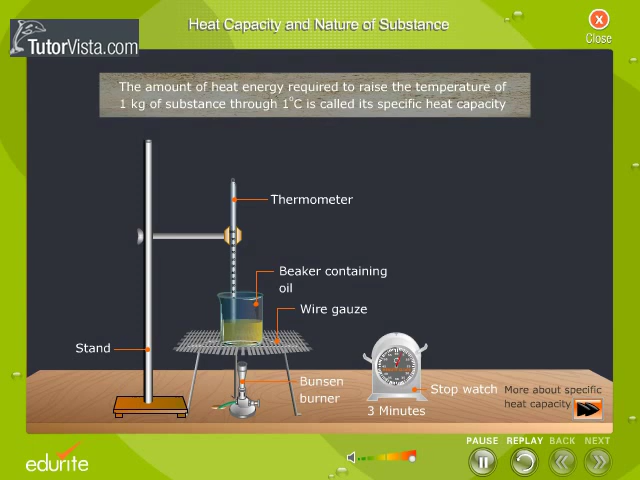 Heat Capacity and Nature of Substance
Close
TutorVista.com
The amount of heat energy required to raise the temperature of
1 kg of substance through 1°C is called its specific heat capacity
Thermometer
Beaker containing
oil
Wire gauze
Stand
Bunsen
burner
Stop watch
3 Minutes
More about specific
heat capacity
PAUSE REPLAY BACK NEXT
edurite